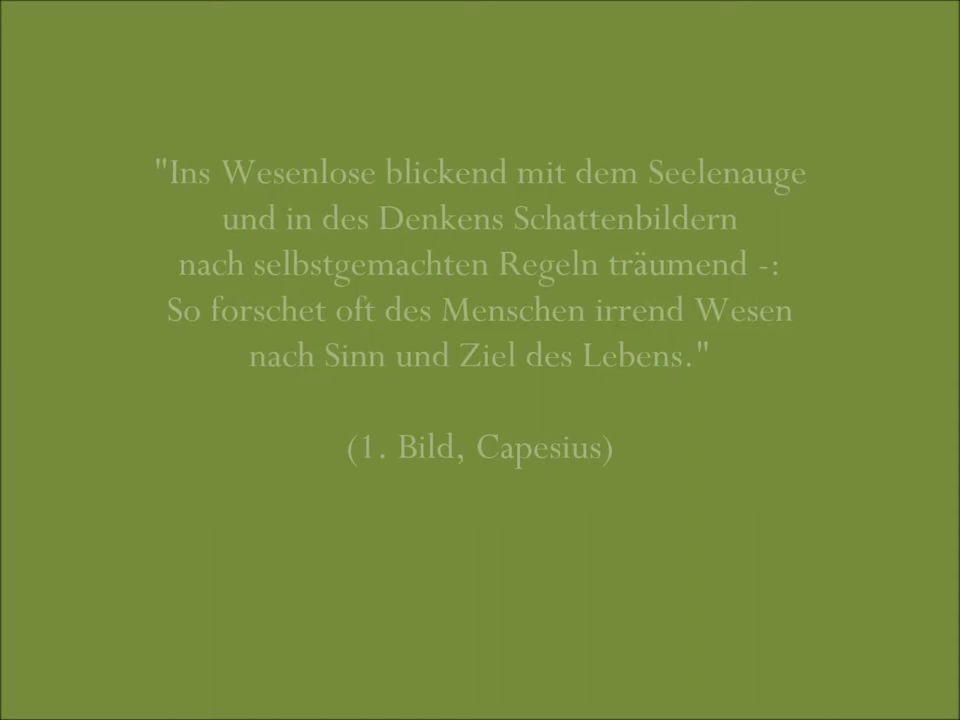 "Ins Wesenlose blickend mit dem Seelenauge
und in des Denkens Schattenbildern
nach selbstgemachten Regeln träumend -:
So forschet oft des Menschen irrend Wesen
nach Sinn und Ziel des Lebens."
(1. Bild, Capesius)